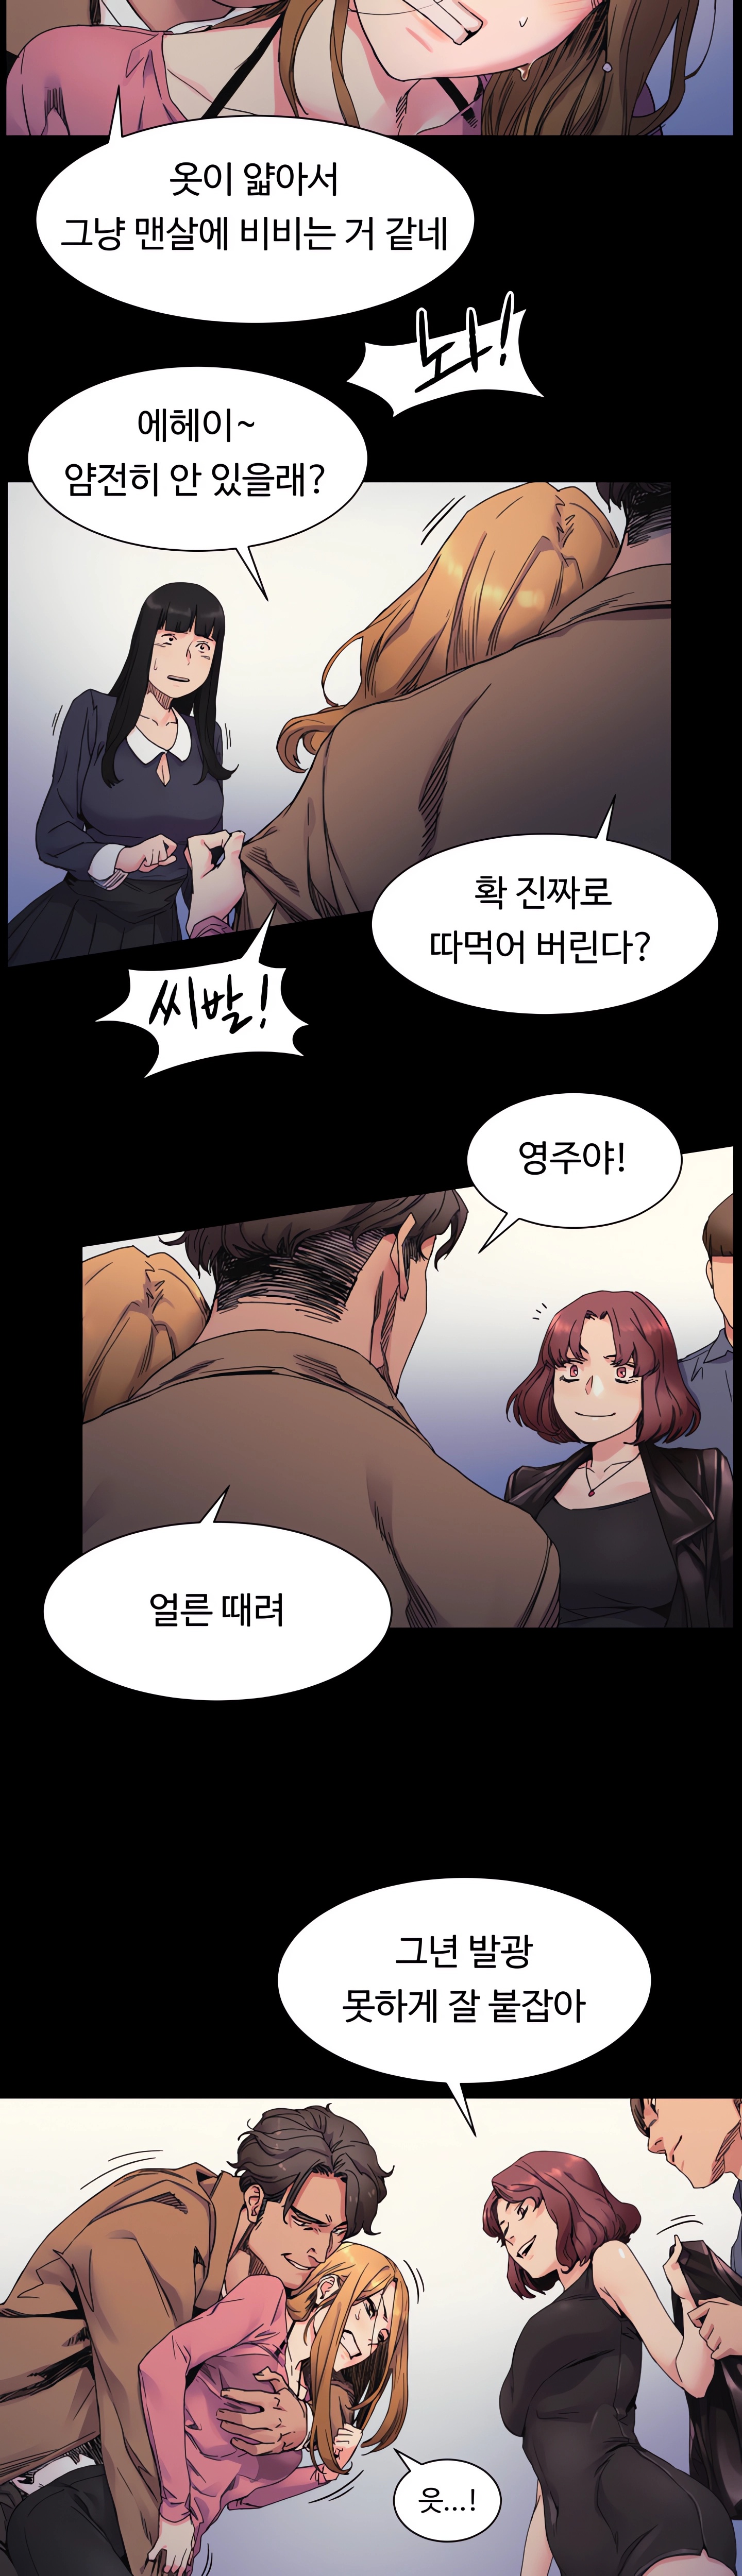 옷이 얇아서
그냥 맨살에 비비는 거 같네
놔!
에헤이~
얌전히 안 있을래?
확 진짜로
따먹어 버린다?
씨발!
영주야!
얼른 때려
그년 발광
못하게 잘 붙잡아
읏...!